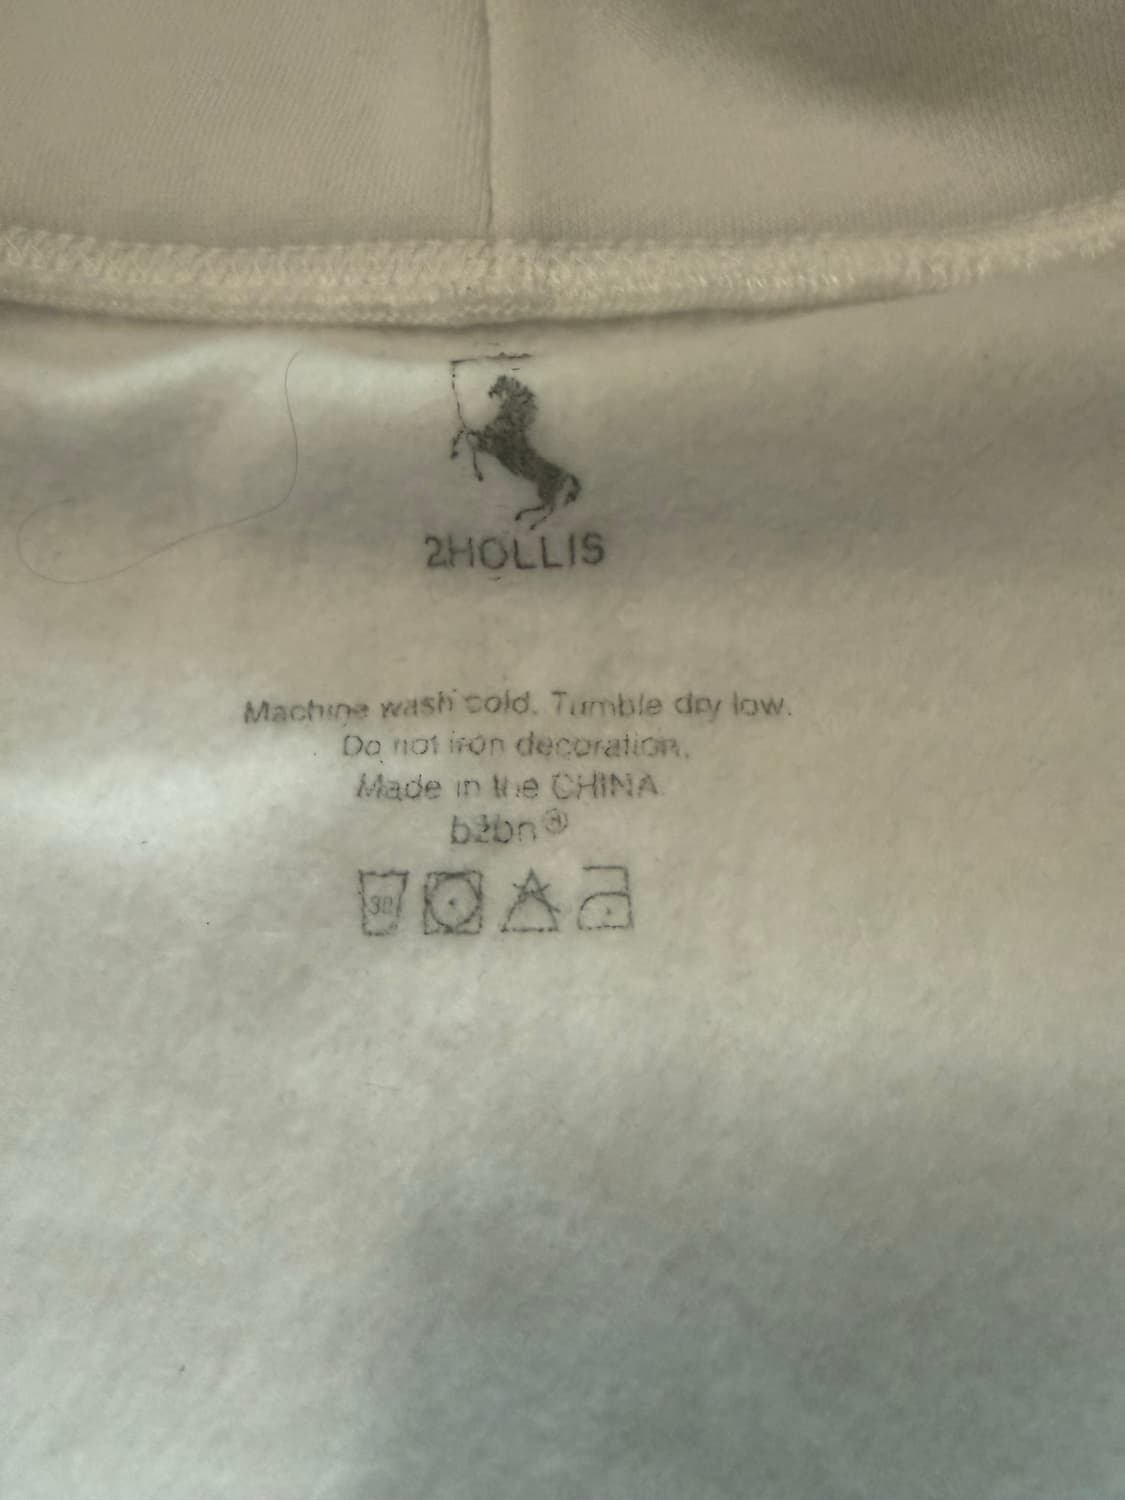 2HOLLIS
Machine wash cold. Tumble dry low.
Do not iron decoration.
Made in the CHINA
b2bn®
30